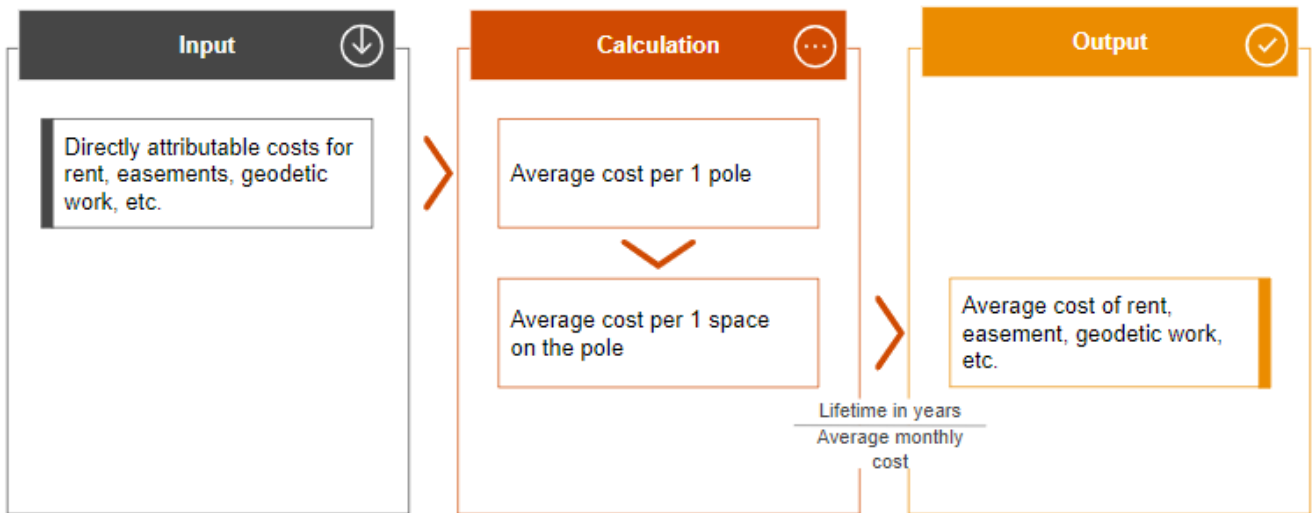 Input
Calculation
Output
Directly attributable costs for
rent, easements, geodetic
work, etc.
Average cost per 1 pole
Average cost per 1 space
on the pole
Average cost of rent,
easement, geodetic work,
etc.
Lifetime in years
Average monthly
cost